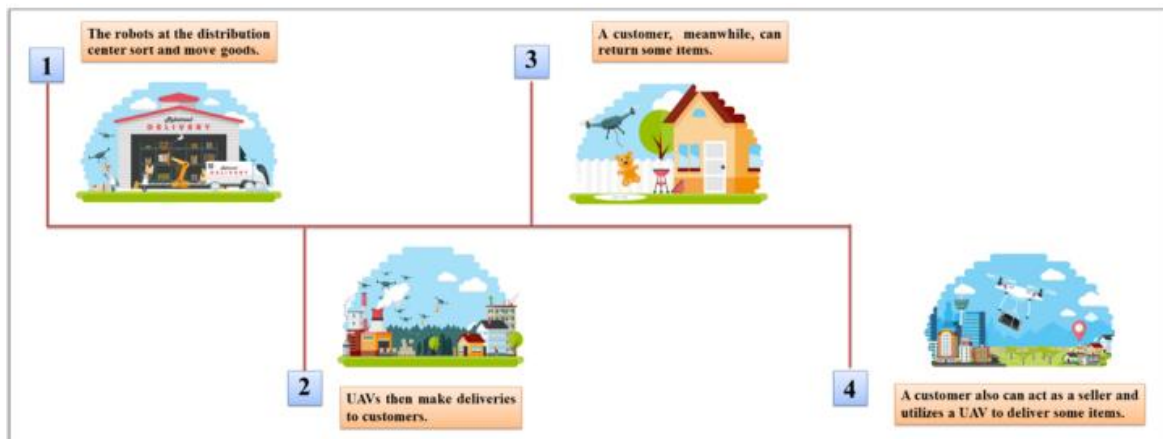 1
The robots at the distribution
center sort and move goods.
DELIVERY
DELIVERY
2
UAVs then make deliveries
to customers.
3
A customer, meanwhile, can
return some items.
4
A customer also can act as a seller and
utilizes a UAV to deliver some items.